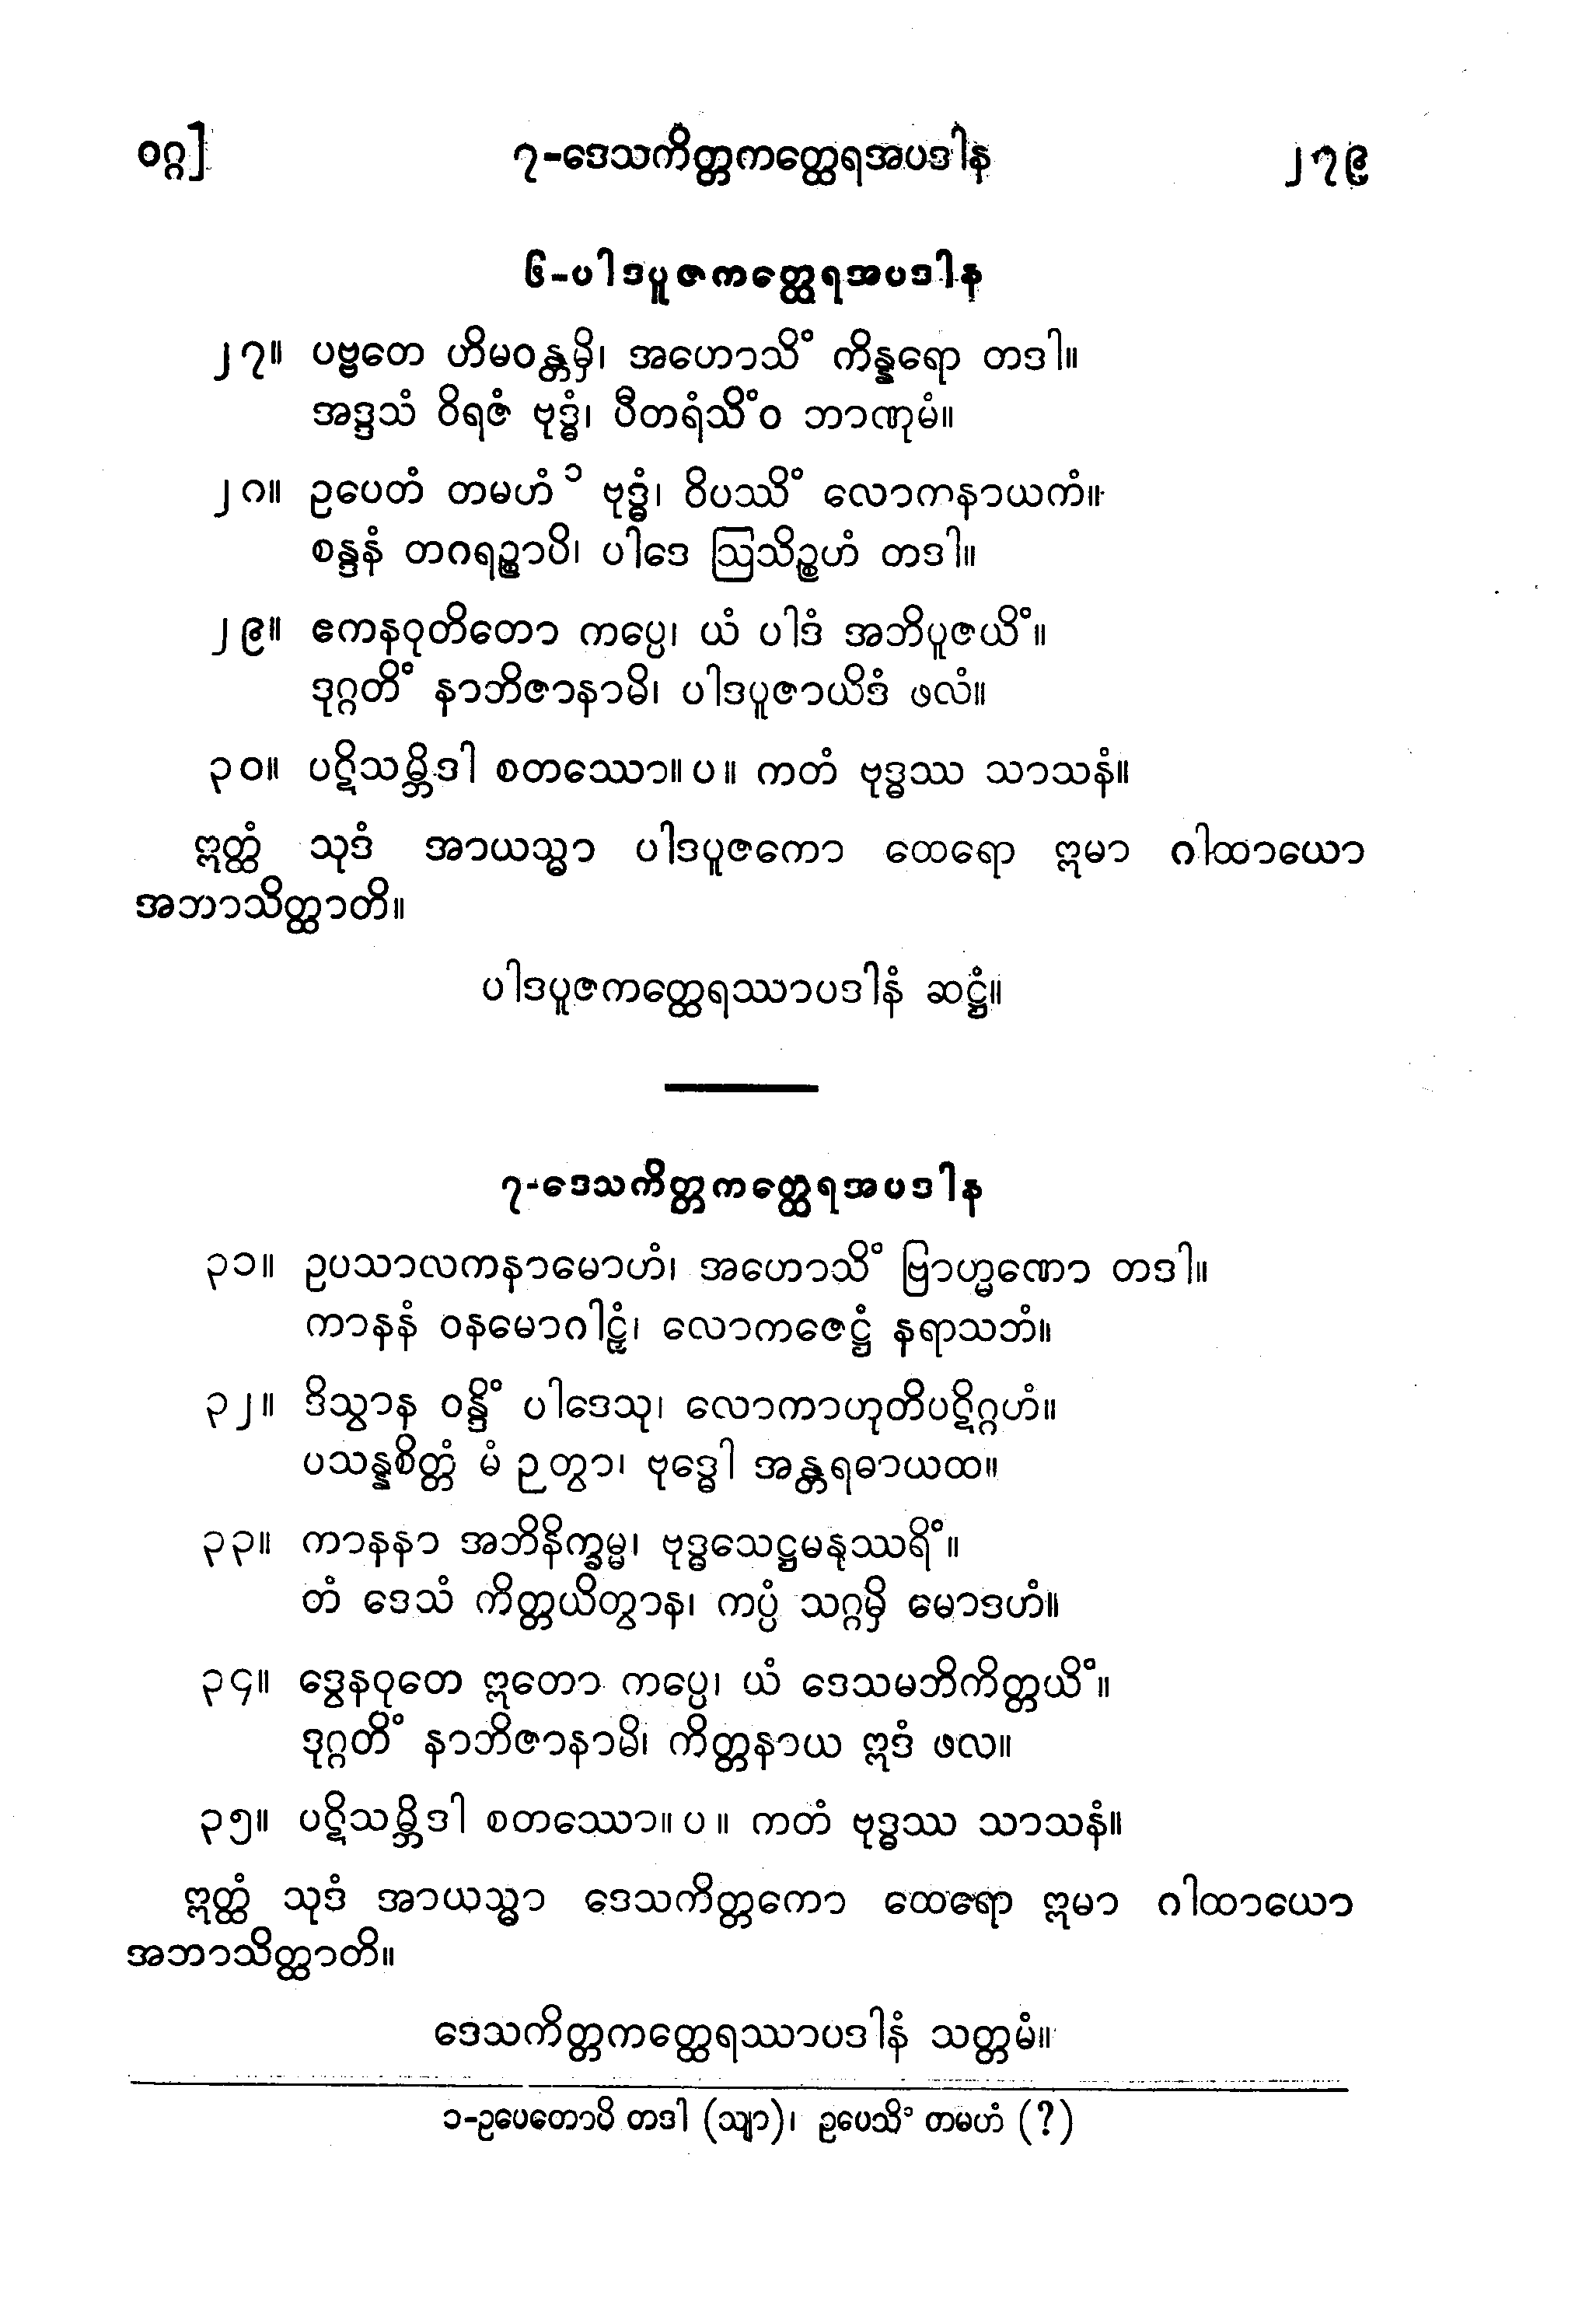 ဝဂ္ဂ] ၇-ဒေသကိတ္တကတ္ထေရအပဒါန ၂၇၉
၆-ပါဒပူဇကတ္ထေရအပဒါန
၂၇။ ပဗ္ဗတေ ဟိမဝန္တမှိ၊ အဟောသိံ ကိန္နရော တဒါ။
အဒ္ဒသံ ဝိရဇံ ဗုဒ္ဓံ၊ ပီတရံသိံဝ ဘာဏုမံ။
၂၈။ ဥပေတံ တမဟံ ၁ ဗုဒ္ဓံ၊ ဝိပဿိံ လောကနာယကံ။
စန္ဒနံ တဂရဉ္စာပိ၊ ပါဒေ ဩသိဉ္စဟံ တဒါ။
၂၉။ ဧကနဝုတိတော ကပ္ပေ၊ ယံ ပါဒံ အဘိပူဇယိံ။
ဒုဂ္ဂတိံ နာဘိဇာနာမိ၊ ပါဒပူဇာယိဒံ ဖလံ။
၃၀။ ပဋိသမ္ဘိဒါ စတဿော။ပ။ ကတံ ဗုဒ္ဓဿ သာသနံ။
ဣတ္ထံ သုဒံ အာယသ္မာ ပါဒပူဇကော ထေရော ဣမာ ဂါထာယော
အဘာသိတ္ထာတိ။
ပါဒပူဇကတ္ထေရဿာပဒါနံ ဆဋ္ဌံ။
၇-ဒေသကိတ္တကတ္ထေရအပဒါန
၃၁။ ဥပသာလကနာမောဟံ၊ အဟောသိံ ဗြာဟ္မဏော တဒါ။
ကာနနံ ဝနမောဂါဠှံ၊ လောကဇေဋ္ဌံ နရာသဘံ။
၃၂။ ဒိသွာန ဝန္ဒိံ ပါဒေသု၊ လောကာဟုတိပဋိဂ္ဂဟံ။
ပသန္နစိတ္တံ မံ ဉတွာ၊ ဗုဒ္ဓေါ အန္တရဓာယထ။
၃၃။ ကာနနာ အဘိနိက္ခမ္မ၊ ဗုဒ္ဓသေဋ္ဌမနုဿရိံ။
တံ ဒေသံ ကိတ္တယိတွာန၊ ကပ္ပံ သဂ္ဂမှိ မောဒဟံ။
၃၄။ ဒွေနဝုတေ ဣတော ကပ္ပေ၊ ယံ ဒေသမဘိကိတ္တယိံ။
ဒုဂ္ဂတိံ နာဘိဇာနာမိ၊ ကိတ္တနာယ ဣဒံ ဖလ။
၃၅။ ပဋိသမ္ဘိဒါ စတဿော။ပ။ ကတံ ဗုဒ္ဓဿ သာသနံ။
ဣတ္ထံ သုဒံ အာယသ္မာ ဒေသကိတ္တကော ထေရော ဣမာ ဂါထာယော
အဘာသိတ္ထာတိ။
ဒေသကိတ္တကတ္ထေရဿာပဒါနံ သတ္တမံ။
၁-ဥပေတောပိ တဒါ (သျာ)၊ ဥပေသိံ တမဟံ (?)